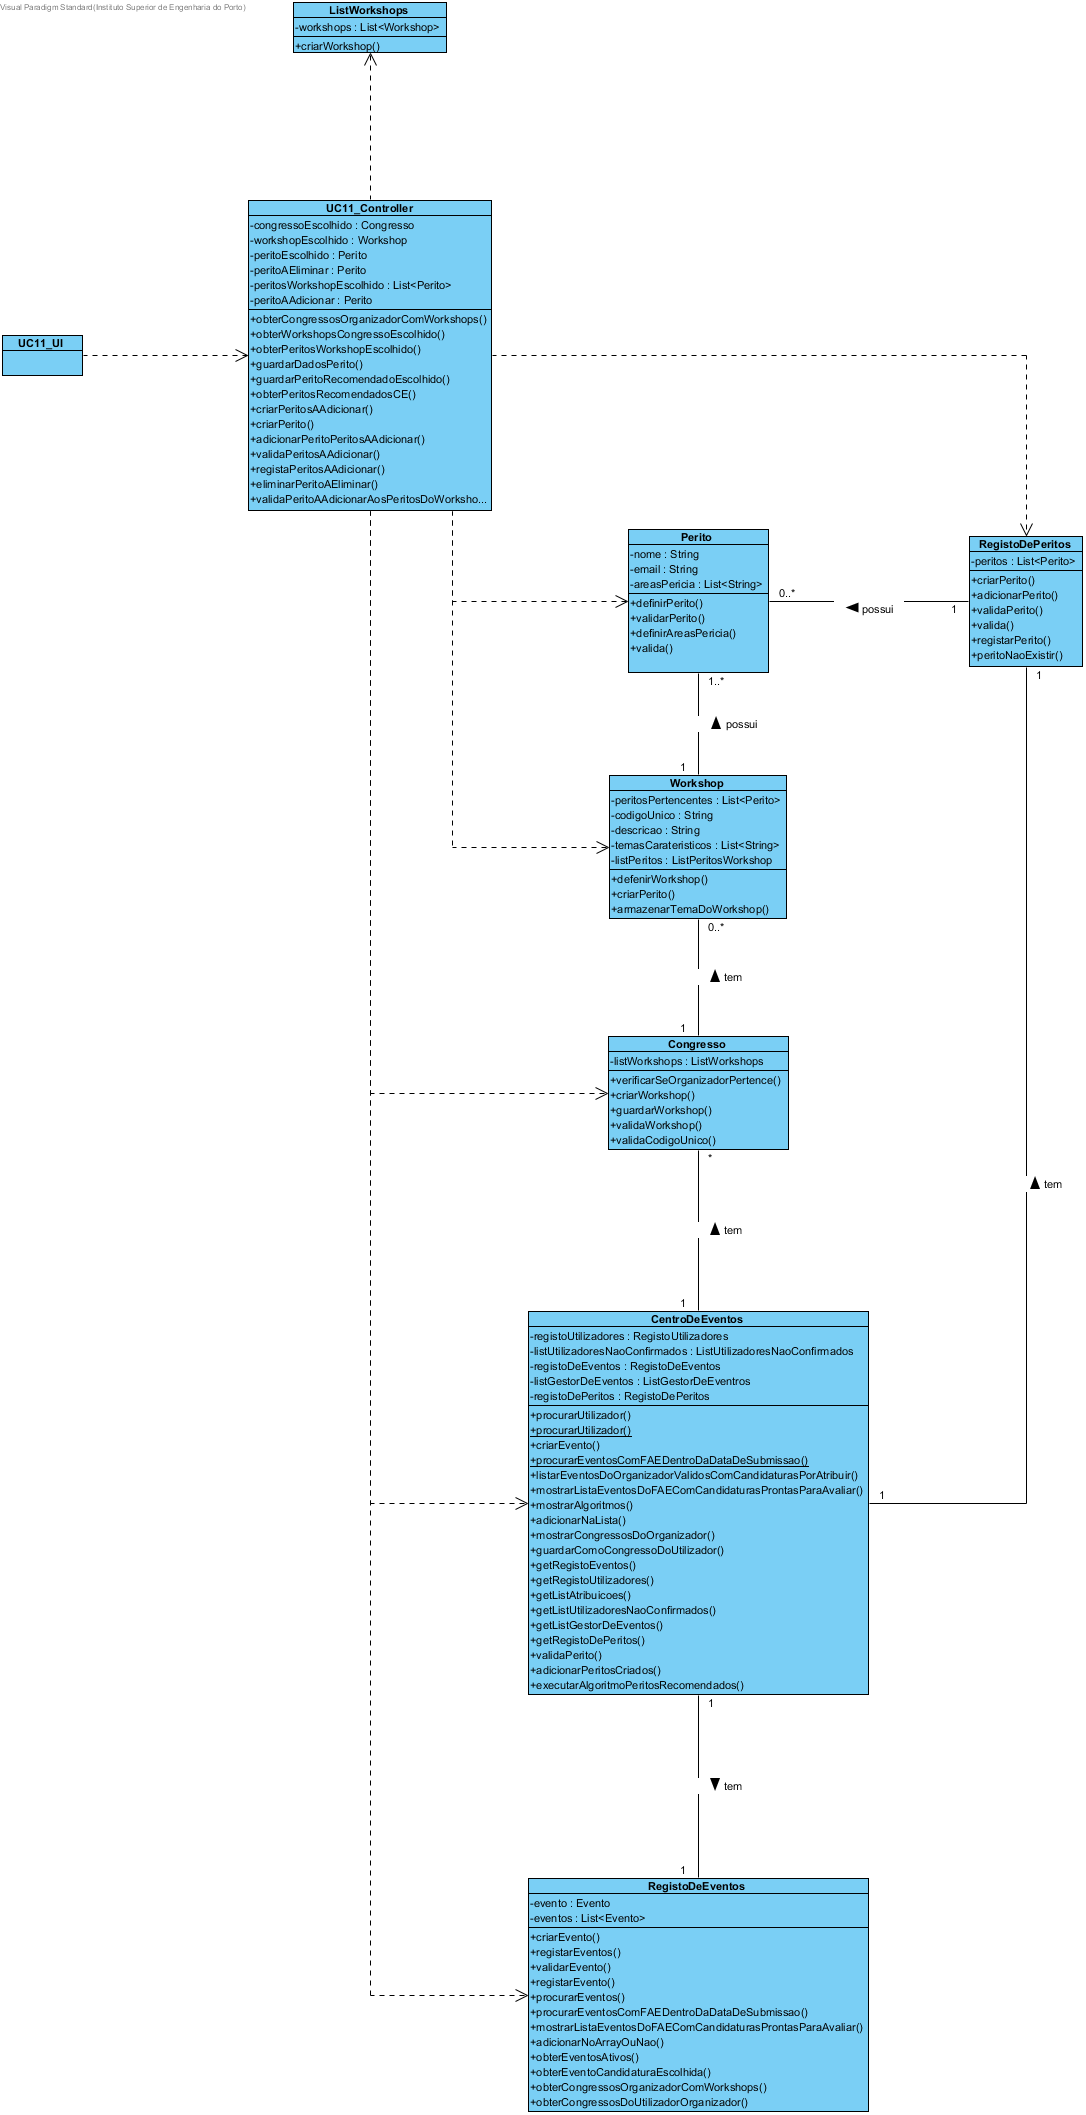 Visual Paradigm Standard(Instituto Superior de Engenharia do Porto)
ListWorkshops
-workshops : List<Workshop>
+criarWorkshop()
UC11_Controller
-congressoEscolhido : Congresso
-workshopEscolhido : Workshop
-peritoEscolhido : Perito
-peritoAEliminar : Perito
-peritosWorkshopEscolhido : List<Perito>
-peritoAAdicionar : Perito
+obterCongressosOrganizadorComWorkshops()
+obterWorkshopsCongressoEscolhido()
+obterPeritosWorkshopEscolhido()
+guardarDadosPerito()
+guardarPeritoRecomendadoEscolhido()
+obterPeritosRecomendadosCE()
+criarPeritosAAdicionar()
+criarPerito()
+adicionarPeritoPeritosAAdicionar()
+validaPeritosAAdicionar()
+registaPeritosAAdicionar()
+eliminarPeritoAEliminar()
+validaPeritoAAdicionarAosPeritosDoWorksho...
UC11_UI
Perito
-nome : String
-email : String
-areasPericia : List<String>
+definirPerito()
+validarPerito()
+definirAreasPericia()
+valida()
0..*
◀ possui
1
RegistoDePeritos
-peritos : List<Perito>
+criarPerito()
+adicionarPerito()
+validaPerito()
+valida()
+registarPerito()
+peritoNaoExistir()
1
1..*
▲ possui
1
Workshop
-peritosPertencentes : List<Perito>
-codigoUnico : String
-descricao : String
-temasCarateristicos : List<String>
-listPeritos : ListPeritosWorkshop
+defenirWorkshop()
+criarPerito()
+armazenarTemaDoWorkshop()
0..*
▲ tem
1
Congresso
-listWorkshops : ListWorkshops
+verificarSeOrganizadorPertence()
+criarWorkshop()
+guardarWorkshop()
+validaWorkshop()
+validaCodigoUnico()
*
▲ tem
▲ tem
1
CentroDeEventos
-registoUtilizadores : RegistoUtilizadores
-listUtilizadoresNaoConfirmados : ListUtilizadoresNaoConfirmados
-registoDeEventos : RegistoDeEventos
-listGestorDeEventos : ListGestorDeEventros
-registoDePeritos : RegistoDePeritos
+procurarUtilizador()
+procurarUtilizador()
+criarEvento()
+procurarEventosComFAEDentroDaDataDeSubmissao()
+listarEventosDoOrganizadorValidosComCandidaturasPorAtribuir()
+mostrarListaEventosDoFAEComCandidaturasProntasParaAvaliar()
+mostrarAlgoritmos()
+adicionarNaLista()
+mostrarCongressosDoOrganizador()
+guardarComoCongressoDoUtilizador()
+getRegistoEventos()
+getRegistoUtilizadores()
+getListAtribuicoes()
+getListUtilizadoresNaoConfirmados()
+getListGestorDeEventos()
+getRegistoDePeritos()
+validaPerito()
+adicionarPeritosCriados()
+executarAlgoritmoPeritosRecomendados()
1
1
▼ tem
1
RegistoDeEventos
-evento : Evento
-eventos : List<Evento>
+criarEvento()
+registarEventos()
+validarEvento()
+registarEvento()
+procurarEventos()
+procurarEventosComFAEDentroDaDataDeSubmissao()
+mostrarListaEventosDoFAEComCandidaturasProntasParaAvaliar()
+adicionarNoArrayOuNao()
+obterEventosAtivos()
+obterEventoCandidaturaEscolhida()
+obterCongressosOrganizadorComWorkshops()
+obterCongressosDoUtilizadorOrganizador()